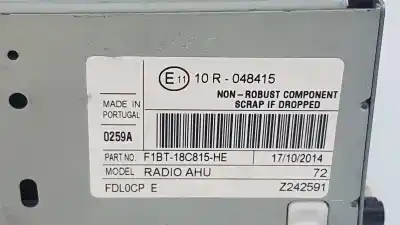 E11 10 R - 048415
NON - ROBUST COMPONENT
SCRAP IF DROPPED
MADE IN
PORTUGAL
0259A
PART NO. F1BT-18C815-HE 17/10/2014
MODEL RADIO AHU 72
FDL0CP E Z242591